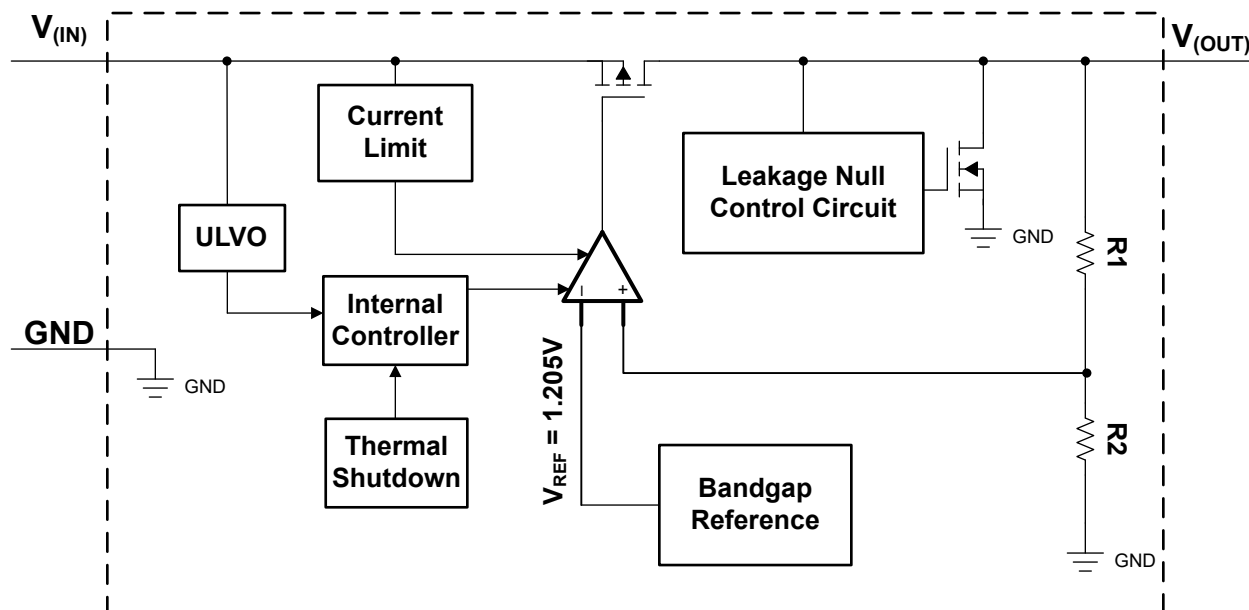 V(IN)
V(OUT)
Current
Limit
Leakage Null
Control Circuit
ULVO
GND
R1
Internal
Controller
GND
GND
VREF = 1.205V
Thermal
Shutdown
Bandgap
Reference
R2
GND
- +